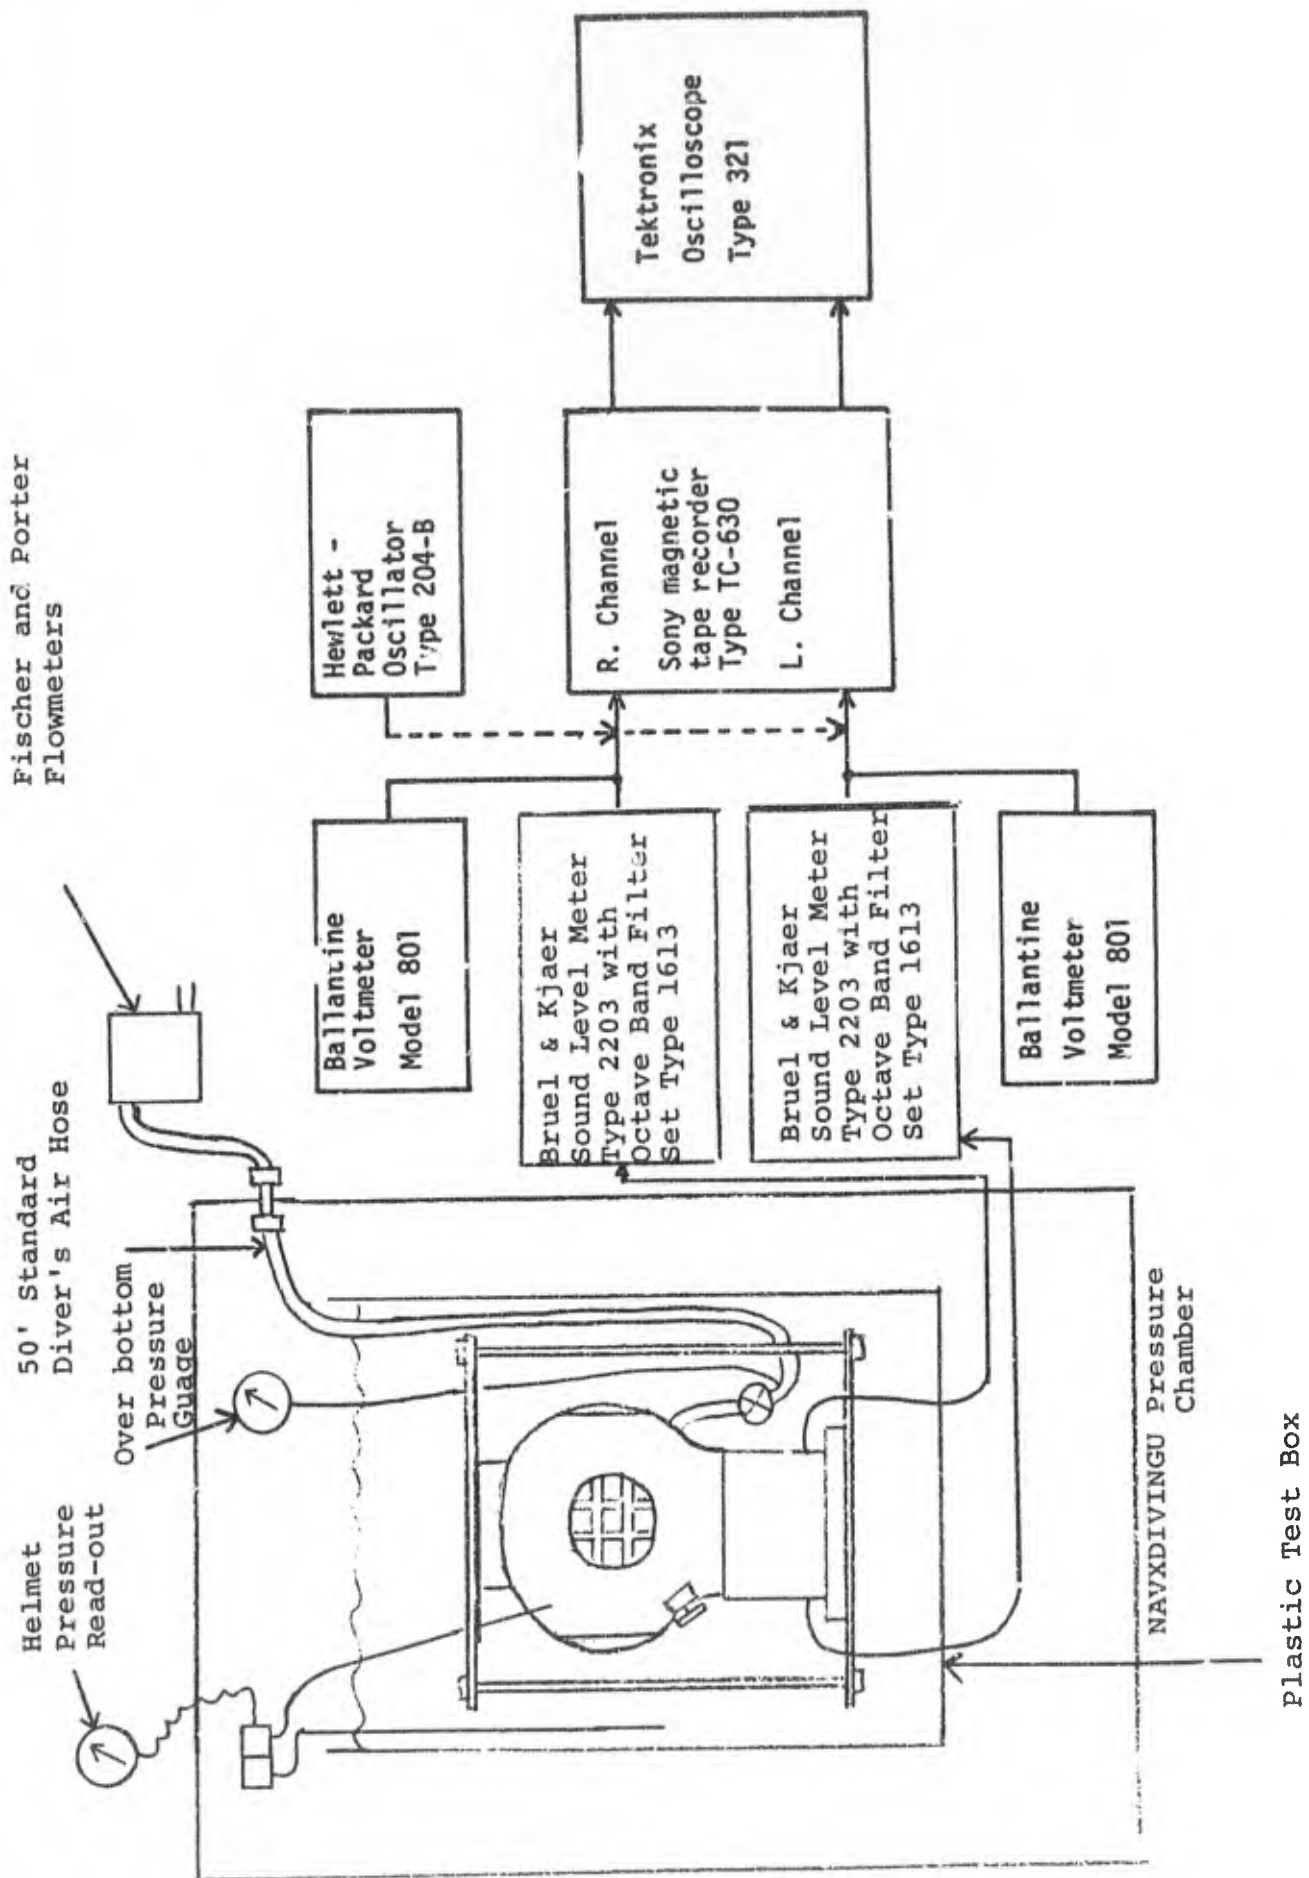 Helmet
Pressure
Read-out
50' Standard
Diver's Air Hose
Over bottom
Pressure
Guage
Fischer and Porter
Flowmeters
Ballantine
Voltmeter
Model 801
Hewlett -
Packard
Oscillator
Type 204-B
Bruel & Kjaer
Sound Level Meter
Type 2203 with
Octave Band Filter
Set Type 1613
R. Channel
Sony magnetic
tape recorder
Type TC-630
L. Channel
Tektronix
Oscilloscope
Type 321
Bruel & Kjaer
Sound Level Meter
Type 2203 with
Octave Band Filter
Set Type 1613
Ballantine
Voltmeter
Model 801
NAVXDIVINGU Pressure
Chamber
Plastic Test Box